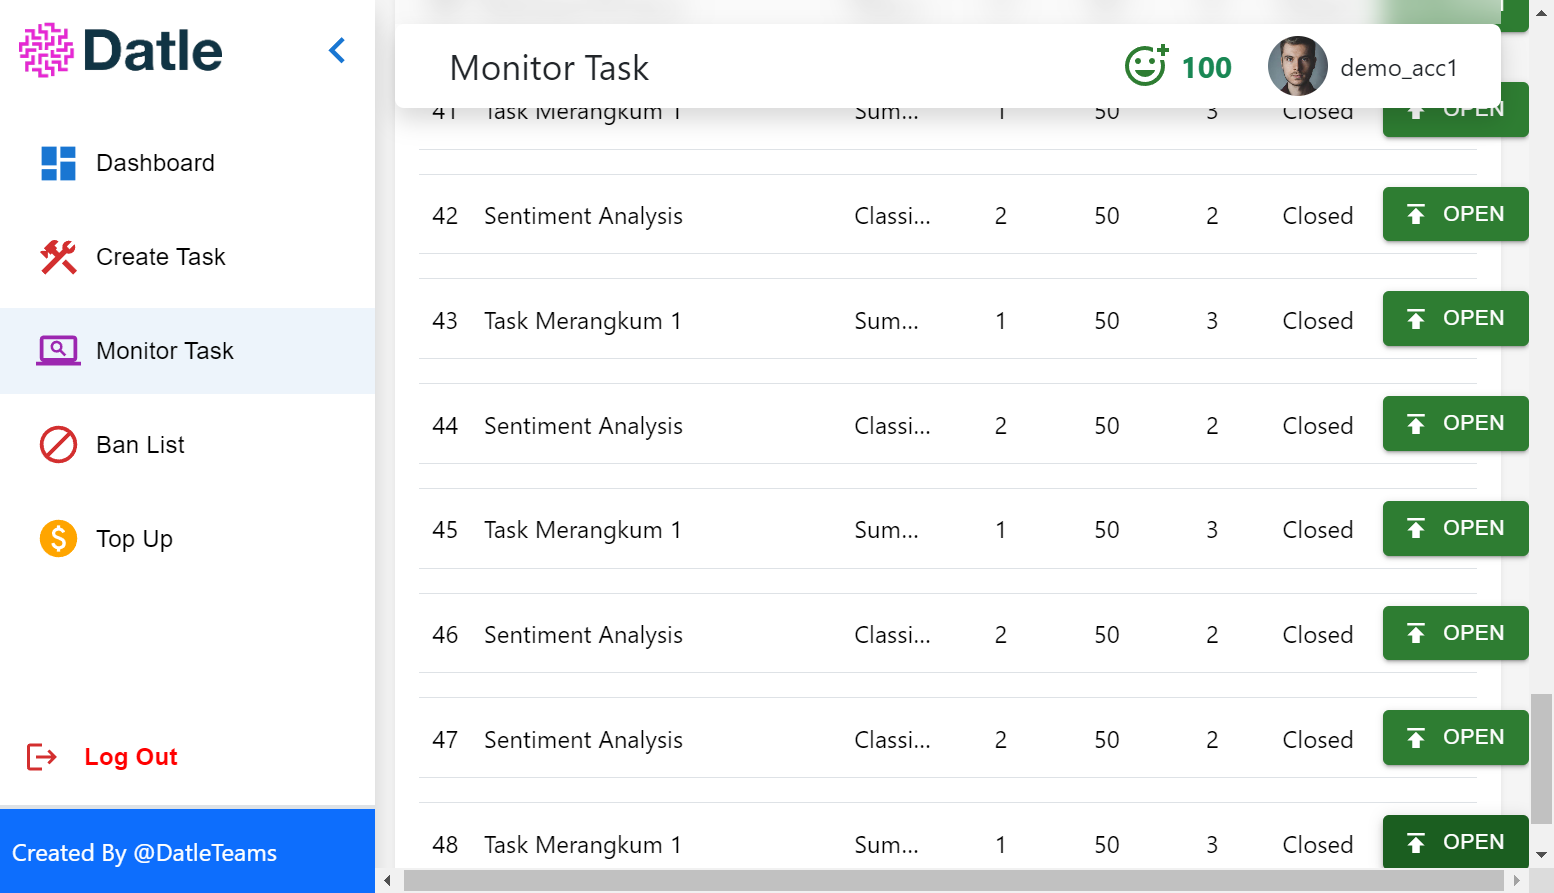 Datle
Monitor Task
100
demo_acc1
Dashboard
Create Task
Monitor Task
Ban List
Top Up
Log Out
Created By @DatleTeams
41 Task Merangkum 1 Sum... 1 50 3 Closed OPEN
42 Sentiment Analysis Classi... 2 50 2 Closed OPEN
43 Task Merangkum 1 Sum... 1 50 3 Closed OPEN
44 Sentiment Analysis Classi... 2 50 2 Closed OPEN
45 Task Merangkum 1 Sum... 1 50 3 Closed OPEN
46 Sentiment Analysis Classi... 2 50 2 Closed OPEN
47 Sentiment Analysis Classi... 2 50 2 Closed OPEN
48 Task Merangkum 1 Sum... 1 50 3 Closed OPEN